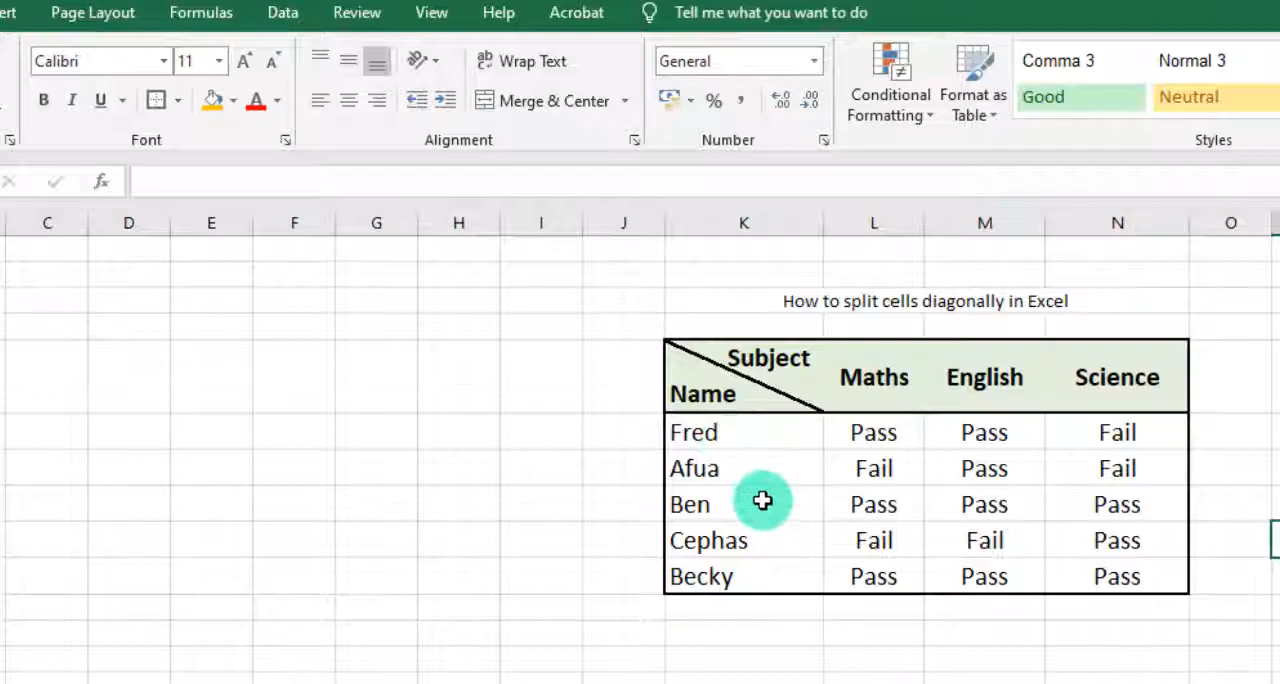 ert Page Layout Formulas Data Review View Help Acrobat Tell me what you want to do
Calibri 11 A A ab Wrap Text General Comma 3 Normal 3
B I U A Merge & Center % , Conditional Formatting Format as Table Good Neutral
Font Alignment Number Styles
fx
C D E F G H I J K L M N O
How to split cells diagonally in Excel
Subject
Name Maths English Science
Fred Pass Pass Fail
Afua Fail Pass Fail
Ben Pass Pass Pass
Cephas Fail Fail Pass
Becky Pass Pass Pass